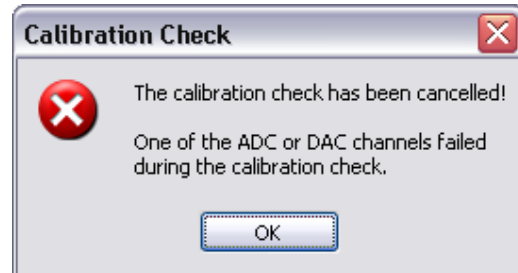 Calibration Check
The calibration check has been cancelled!
One of the ADC or DAC channels failed
during the calibration check.
OK